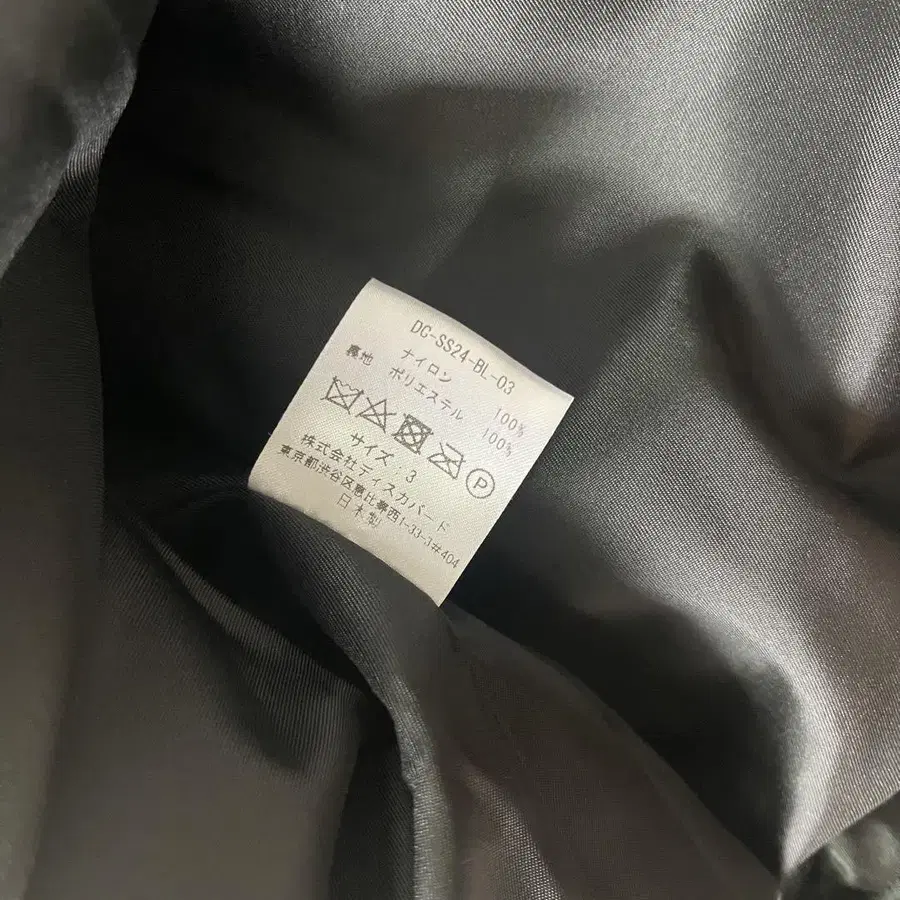 DC-SS24-BL-03
ナイロン 100%
裏地 ポリエステル 100%
P
サイズ 3
株式会社ディスカバード
東京都渋谷区恵比寿西1-33-3#404
日本製